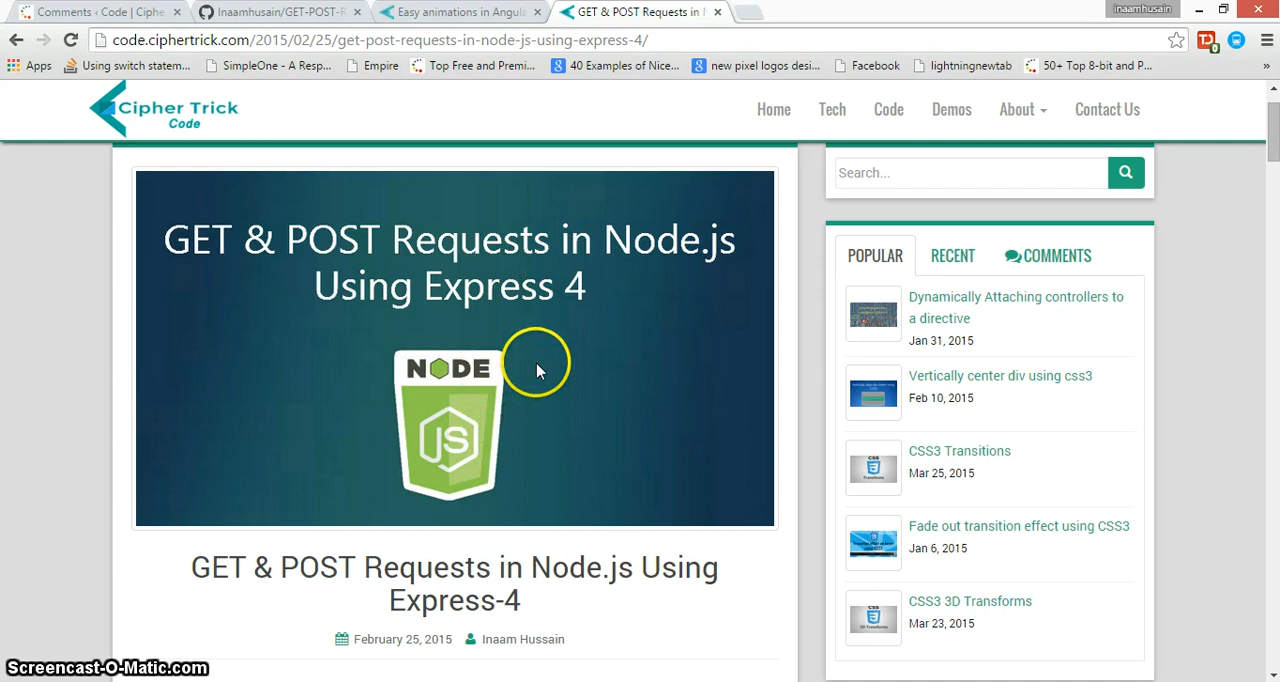 Comments ‹ Code | Ciphe
Inaamhusain/GET-POST-R
Easy animations in Angula
GET & POST Requests in N
inaamhusain
code.ciphertrick.com/2015/02/25/get-post-requests-in-node-js-using-express-4/
Apps
Using switch statem...
SimpleOne - A Resp...
Empire
Top Free and Premi...
40 Examples of Nice...
new pixel logos desig...
Facebook
lightningnewtab
50+ Top 8-bit and P...
Cipher Trick
Code
Home
Tech
Code
Demos
About
Contact Us
GET & POST Requests in Node.js
Using Express 4
NODE
JS
GET & POST Requests in Node.js Using
Express-4
February 25, 2015
Inaam Hussain
Search...
POPULAR
RECENT
COMMENTS
Dynamically Attaching controllers to
a directive
Jan 31, 2015
Vertically center div using css3
Feb 10, 2015
CSS3 Transitions
Mar 25, 2015
Fade out transition effect using CSS3
Jan 6, 2015
CSS3 3D Transforms
Mar 23, 2015
Screencast-O-Matic.com